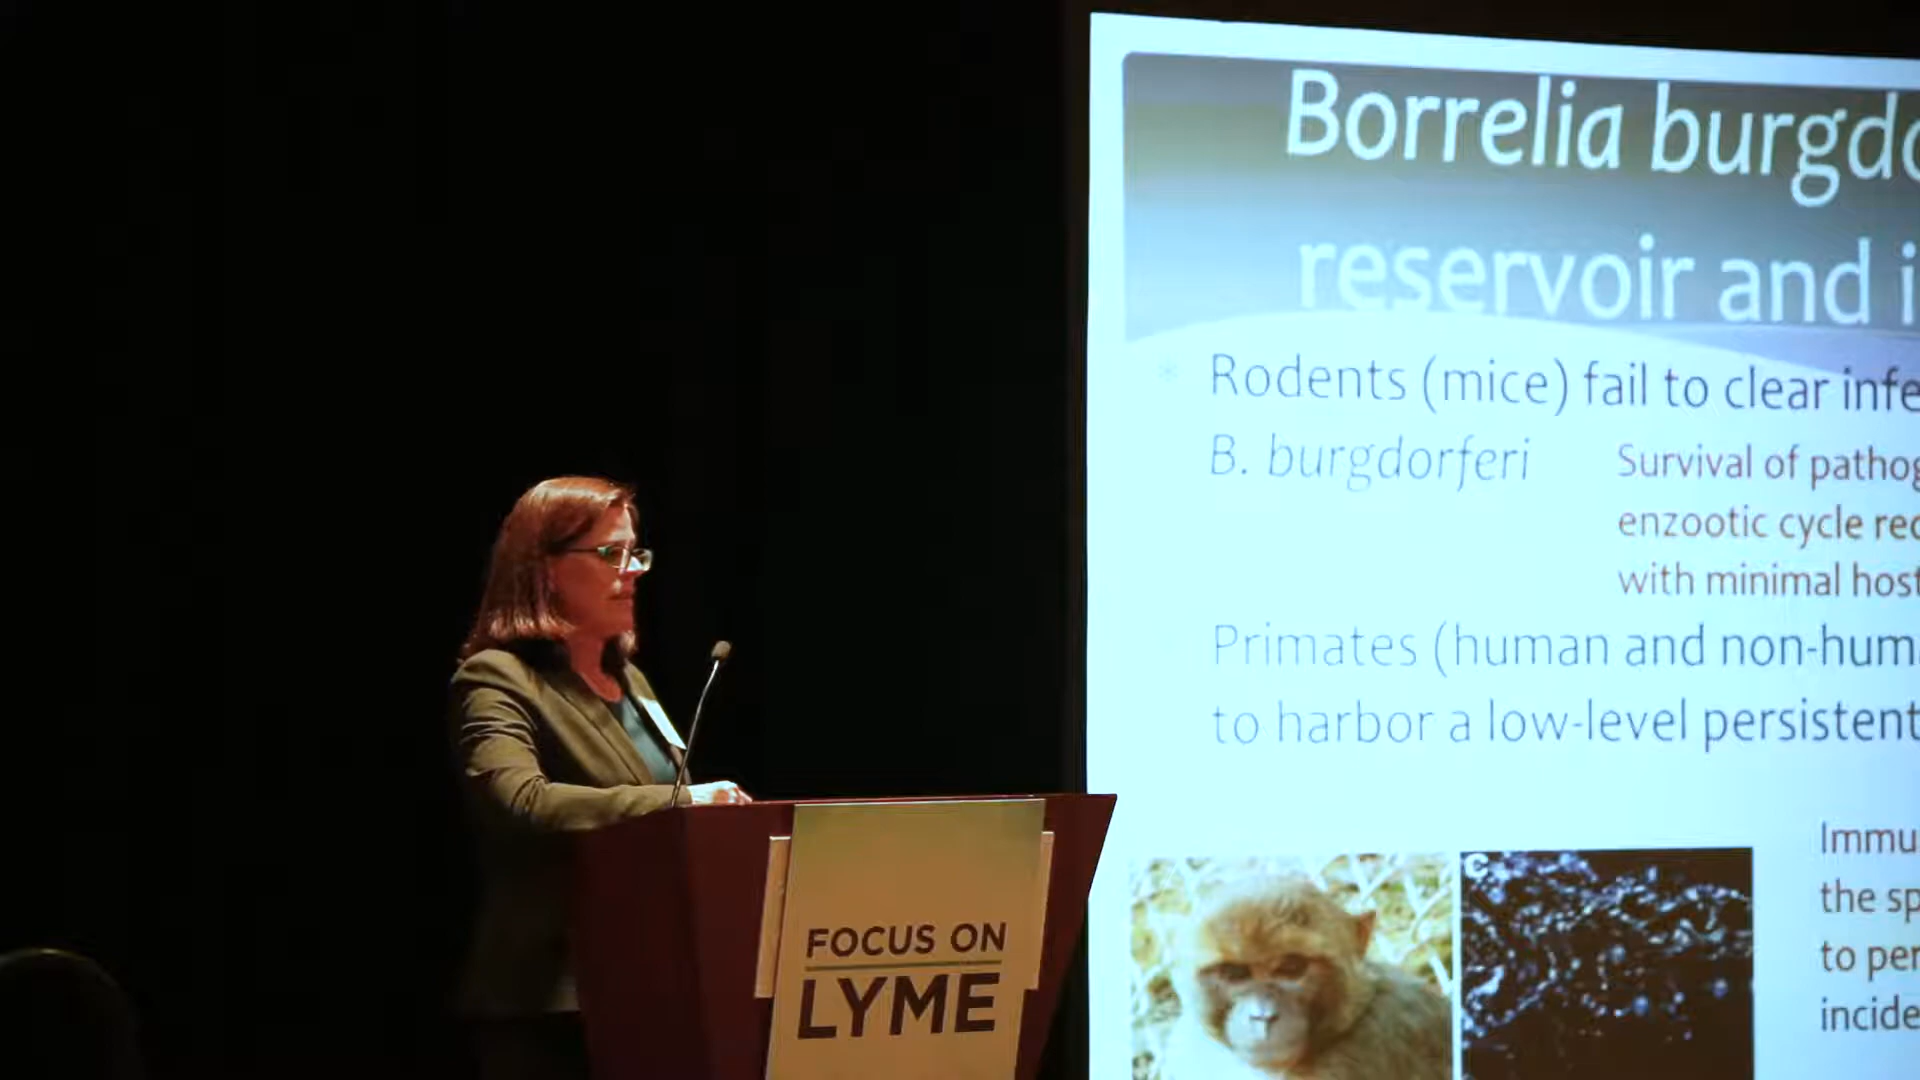 Borrelia burgdo
reservoir and i
Rodents (mice) fail to clear infe
B. burgdorferi
Survival of pathog
enzootic cycle rec
with minimal host
Primates (human and non-hum
to harbor a low-level persistent
Immu
the sp
to per
incide
C
FOCUS ON
LYME